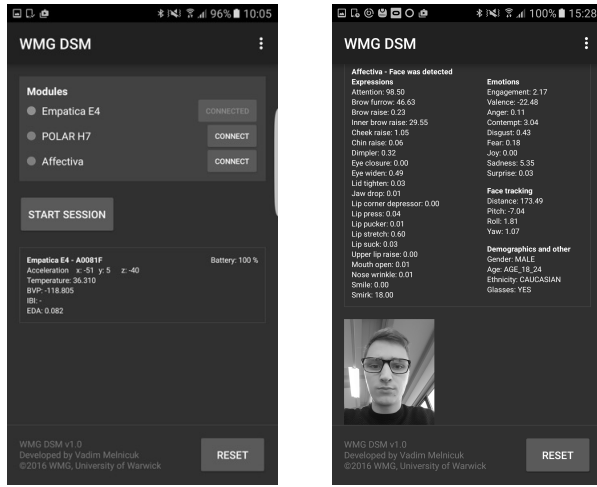 96% 10:05
WMG DSM
Modules
Empatica E4 CONNECTED
POLAR H7 CONNECT
Affectiva CONNECT
START SESSION
Empatica E4 - A0081F Battery: 100 %
Acceleration x: -51 y: 5 z: -40
Temperature: 36.310
BVP: -118.805
IBI: -
EDA: 0.082
WMG DSM v1.0
Developed by Vadim Melnicuk
©2016 WMG, University of Warwick
RESET
100% 15:28
WMG DSM
Affectiva - Face was detected
Expressions
Attention: 98.50
Brow furrow: 46.63
Brow raise: 0.23
Inner brow raise: 29.55
Cheek raise: 1.05
Chin raise: 0.06
Dimpler: 0.32
Eye closure: 0.00
Eye widen: 0.49
Lid tighten: 0.03
Jaw drop: 0.01
Lip corner depressor: 0.00
Lip press: 0.04
Lip pucker: 0.01
Lip stretch: 0.60
Lip suck: 0.03
Upper lip raise: 0.00
Mouth open: 0.01
Nose wrinkle: 0.01
Smile: 0.00
Smirk: 18.00
Emotions
Engagement: 2.17
Valence: -22.48
Anger: 0.11
Contempt: 3.04
Disgust: 0.43
Fear: 0.18
Joy: 0.00
Sadness: 5.35
Surprise: 0.03
Face tracking
Distance: 173.49
Pitch: -7.04
Roll: 1.81
Yaw: 1.07
Demographics and other
Gender: MALE
Age: AGE_18_24
Ethnicity: CAUCASIAN
Glasses: YES
WMG DSM v1.0
Developed by Vadim Melnicuk
©2016 WMG, University of Warwick
RESET